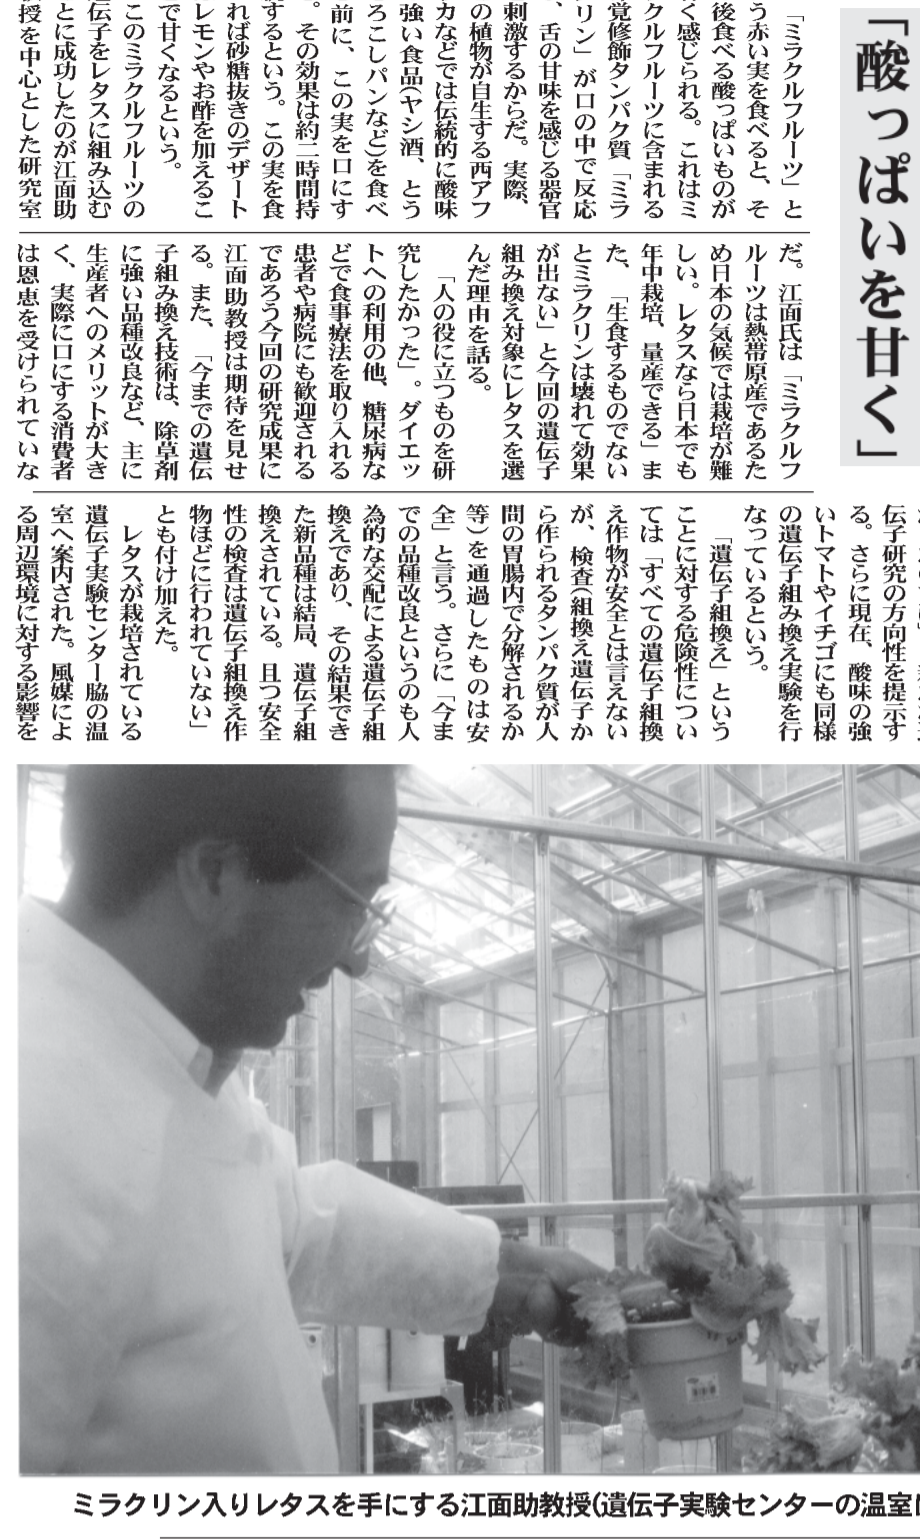 「酸っぱいを甘く」
「ミラクルフルーツ」と
う赤い実を食べると、そ
後食べる酸っぱいものが
く感じられる。これはミ
クルフルーツに含まれる
覚修飾タンパク質「ミラ
リン」が口の中で反応
、舌の甘味を感じる器官
刺激するからだ。実際、
の植物が自生する西アフ
カなどでは伝統的に酸味
強い食品(ヤシ酒、とう
ろこしパンなど)を食べ
前に、この実を口にす
。その効果は約二時間持
するという。この実を食
れば砂糖抜きのデザート
レモンやお酢を加えるこ
で甘くなるという。
このミラクルフルーツの
伝子をレタスに組み込む
とに成功したのが江面助
授を中心とした研究室
だ。江面氏は「ミラクルフ
ルーツは熱帯原産であるた
め日本の気候では栽培が難
しい。レタスなら日本でも
年中栽培、量産できる」ま
た、「生食するものでない
とミラクリンは壊れて効果
が出ない」と今回の遺伝子
組み換え対象にレタスを選
んだ理由を話る。
「人の役に立つものを研
究したかった」。ダイエッ
トへの利用の他、糖尿病な
どで食事療法を取り入れる
患者や病院にも歓迎される
であろう今回の研究成果に
江面助教授は期待を見せ
る。また、「今までの遺伝
子組み換え技術は、除草剤
に強い品種改良など、主に
生産者へのメリットが大き
く、実際に口にする消費者
は恩恵を受けられていな
伝子研究の方向性を提示す
る。さらに現在、酸味の強
いトマトやイチゴにも同様
の遺伝子組み換え実験を行
なっているという。
「遺伝子組換え」という
ことに対する危険性につい
ては「すべての遺伝子組換
え作物が安全とは言えない
が、検査(組換え遺伝子か
ら作られるタンパク質が人
間の胃腸内で分解されるか
等)を通過したものは安
全」と言う。さらに「今ま
での品種改良というのも人
為的な交配による遺伝子組
換えであり、その結果でき
た新品種は結局、遺伝子組
換えされている。且つ安全
性の検査は遺伝子組換え作
物ほどに行われていない」
とも付け加えた。
レタスが栽培されている
遺伝子実験センター脇の温
室へ案内された。風媒によ
る周辺環境に対する影響を
ミラクリン入りレタスを手にする江面助教授(遺伝子実験センターの温室